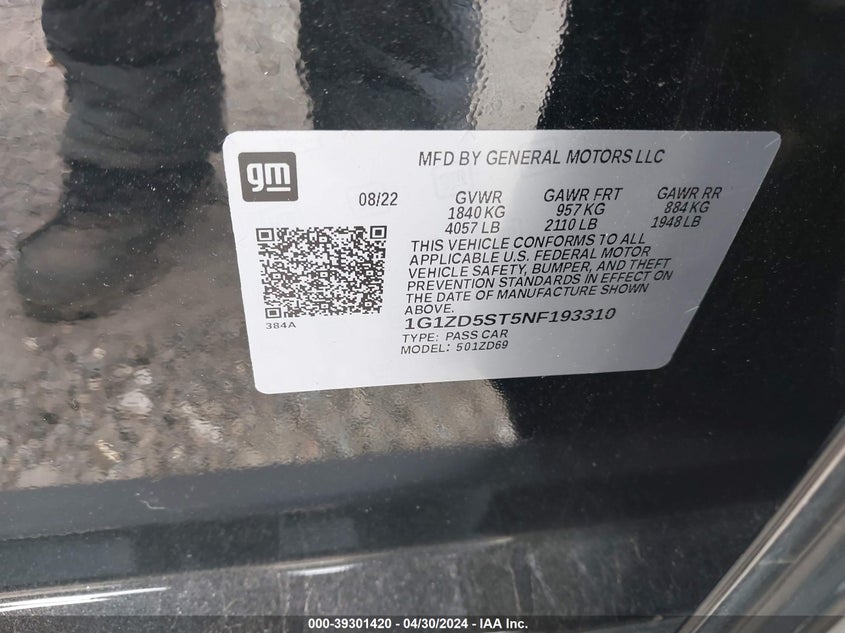 gm
MFD BY GENERAL MOTORS LLC
08/22
GVWR
1840 KG
4057 LB
GAWR FRT
957 KG
2110 LB
GAWR RR
884 KG
1948 LB
THIS VEHICLE CONFORMS TO ALL
APPLICABLE U.S. FEDERAL MOTOR
VEHICLE SAFETY, BUMPER, AND THEFT
PREVENTION STANDARDS IN EFFECT ON
THE DATE OF MANUFACTURE SHOWN
ABOVE.
384A
1G1ZD5ST5NF193310
TYPE: PASS CAR
MODEL: 501ZD69
000-39301420 - 04/30/2024 - IAA Inc.